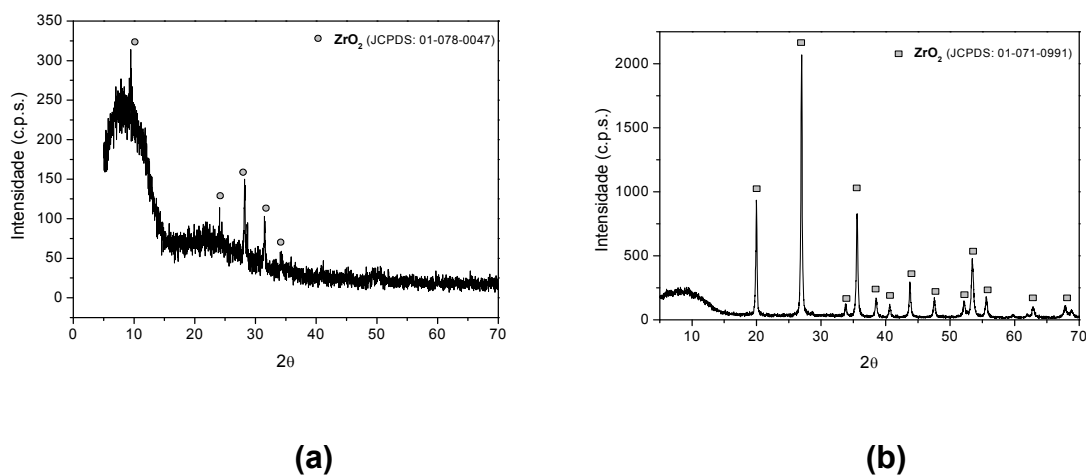 350
300
250
200
150
100
50
0
Intensidade (c.p.s.)
ZrO2 (JCPDS: 01-078-0047)
0 10 20 30 40 50 60 70
2θ
(a)
2000
1500
1000
500
0
Intensidade (c.p.s.)
ZrO2 (JCPDS: 01-071-0991)
10 20 30 40 50 60 70
2θ
(b)